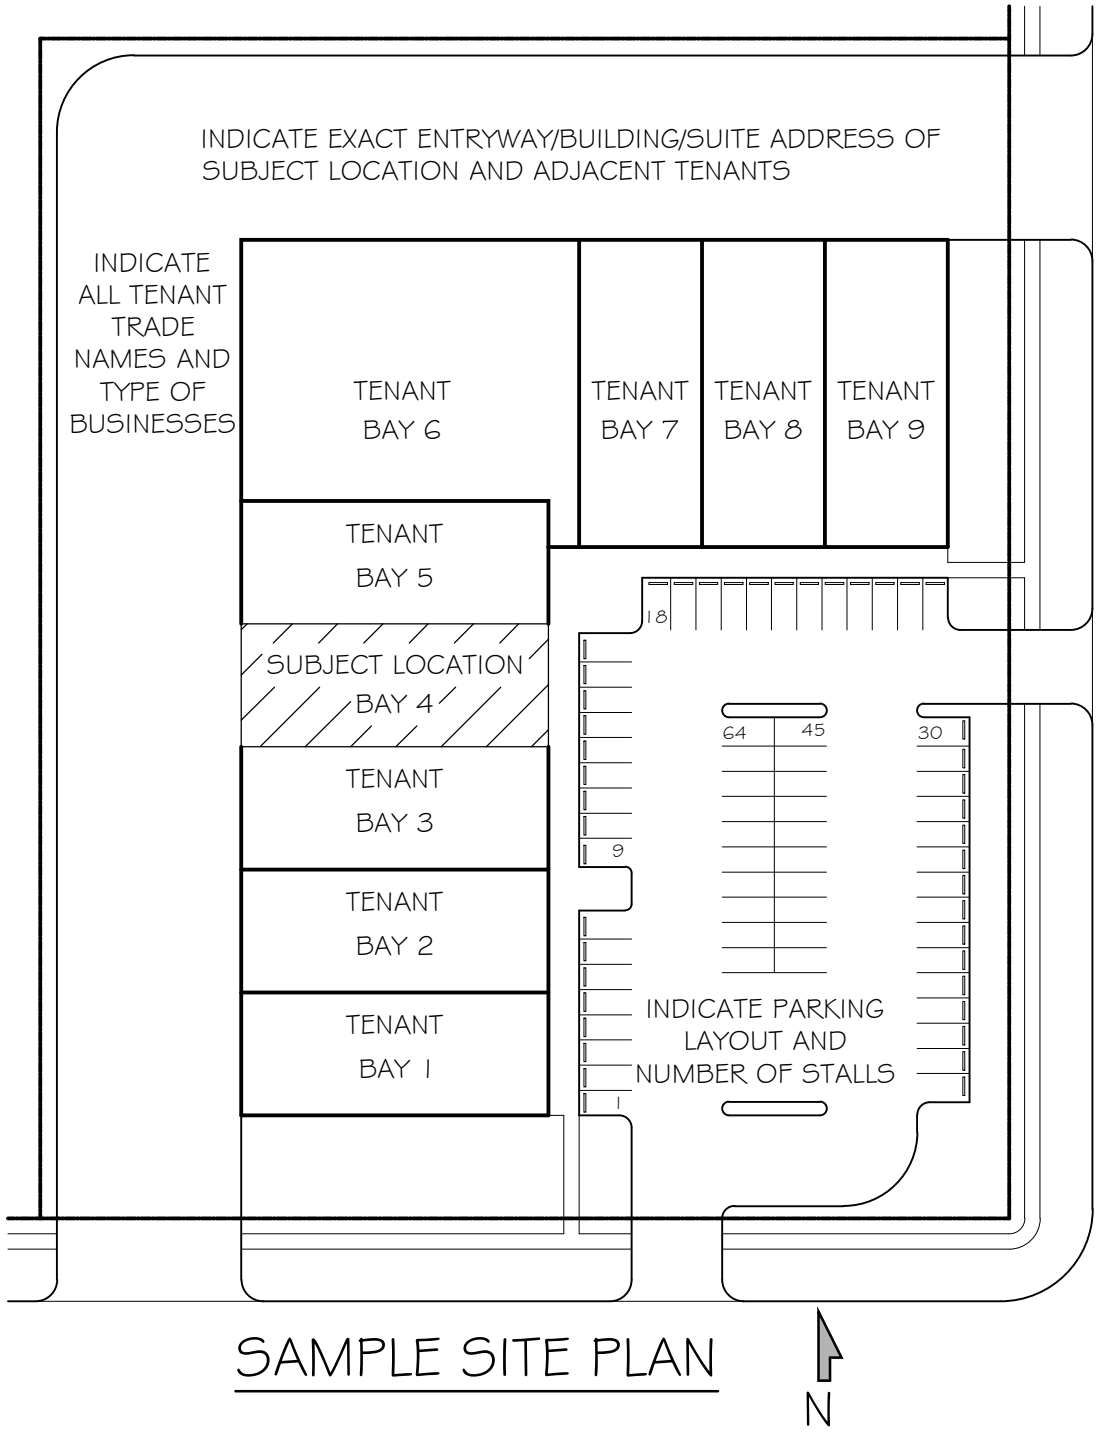 INDICATE EXACT ENTRYWAY/BUILDING/SUITE ADDRESS OF
SUBJECT LOCATION AND ADJACENT TENANTS
INDICATE
ALL TENANT
TRADE
NAMES AND
TYPE OF
BUSINESSES
TENANT
BAY 6
TENANT
BAY 7
TENANT
BAY 8
TENANT
BAY 9
TENANT
BAY 5
SUBJECT LOCATION
BAY 4
TENANT
BAY 3
TENANT
BAY 2
TENANT
BAY 1
18
64
45
30
9
1
INDICATE PARKING
LAYOUT AND
NUMBER OF STALLS
SAMPLE SITE PLAN
N